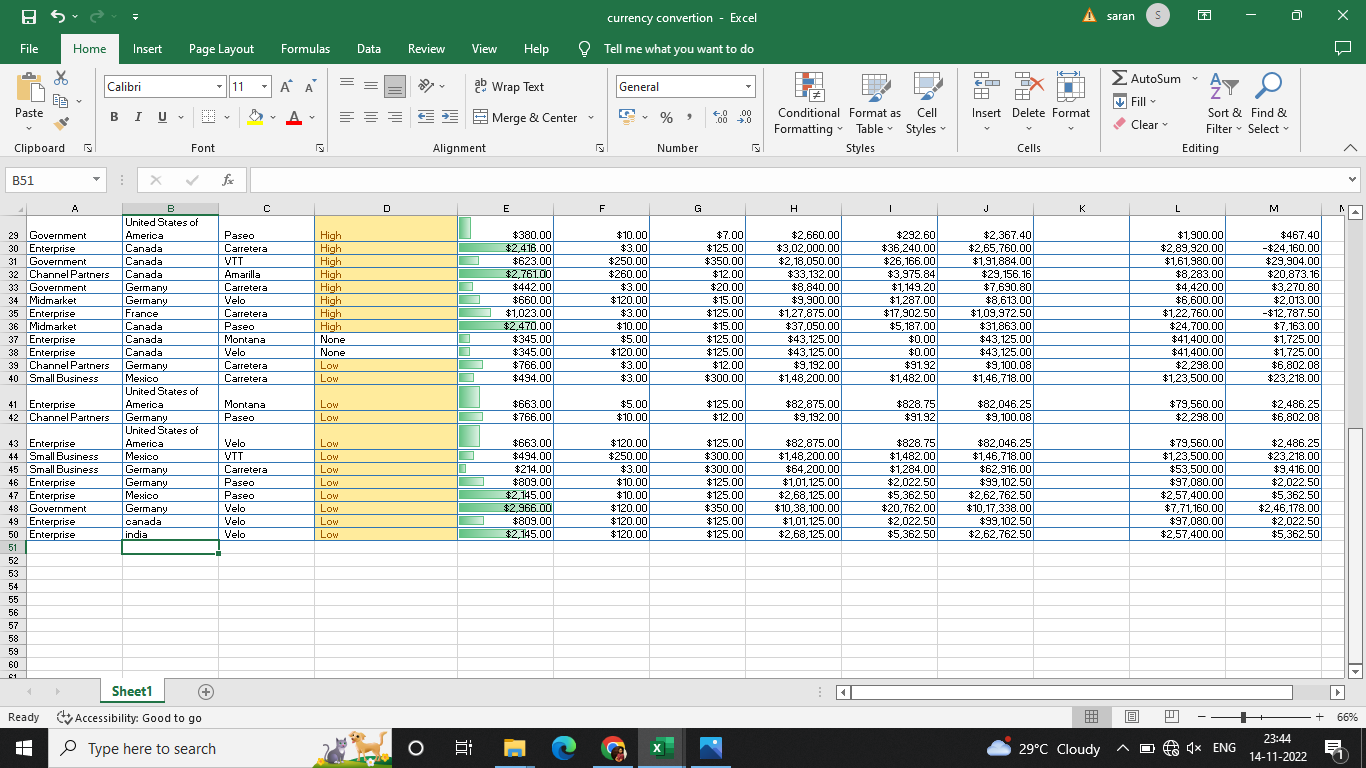 currency convertion - Excel
saran
S
File Home Insert Page Layout Formulas Data Review View Help Tell me what you want to do
Paste
Clipboard
Calibri 11
B I U A
Font
ab Wrap Text
Merge & Center
Alignment
General
% ,
Number
Conditional Formatting
Format as Table
Cell Styles
Styles
Insert Delete Format
Cells
AutoSum
Fill
Clear
Sort & Filter
Find & Select
Editing
B51 fx
A B C D E F G H I J K L M
29 Government United States of America Paseo High $380.00 $10.00 $7.00 $2,660.00 $292.60 $2,367.40 $1,900.00 $467.40
30 Enterprise Canada Carretera High $2,416.00 $3.00 $125.00 $3,02,000.00 $36,240.00 $2,65,760.00 $2,89,920.00 -$24,160.00
31 Government Canada VTT High $623.00 $250.00 $350.00 $2,18,050.00 $26,166.00 $1,91,884.00 $1,61,980.00 $29,904.00
32 Channel Partners Canada Amarilla High $2,761.00 $260.00 $12.00 $33,132.00 $3,975.84 $29,156.16 $8,283.00 $20,873.16
33 Government Germany Carretera High $442.00 $3.00 $20.00 $8,840.00 $1,149.20 $7,690.80 $4,420.00 $3,270.80
34 Midmarket Germany Velo High $660.00 $120.00 $15.00 $9,900.00 $1,287.00 $8,613.00 $6,600.00 $2,013.00
35 Enterprise France Carretera High $1,023.00 $3.00 $125.00 $1,27,875.00 $17,902.50 $1,09,972.50 $1,22,760.00 -$12,787.50
36 Midmarket Canada Paseo High $2,470.00 $10.00 $15.00 $37,050.00 $5,187.00 $31,863.00 $24,700.00 $7,163.00
37 Enterprise Canada Montana None $345.00 $5.00 $125.00 $43,125.00 $0.00 $43,125.00 $41,400.00 $1,725.00
38 Enterprise Canada Velo None $345.00 $120.00 $125.00 $43,125.00 $0.00 $43,125.00 $41,400.00 $1,725.00
39 Channel Partners Germany Carretera Low $766.00 $3.00 $12.00 $9,192.00 $91.92 $9,100.08 $2,298.00 $6,802.08
40 Small Business Mexico Carretera Low $494.00 $3.00 $300.00 $1,48,200.00 $1,482.00 $1,46,718.00 $1,23,500.00 $23,218.00
41 Enterprise United States of America Montana Low $663.00 $5.00 $125.00 $82,875.00 $828.75 $82,046.25 $79,560.00 $2,486.25
42 Channel Partners Germany Paseo Low $766.00 $10.00 $12.00 $9,192.00 $91.92 $9,100.08 $2,298.00 $6,802.08
43 Enterprise United States of America Velo Low $663.00 $120.00 $125.00 $82,875.00 $828.75 $82,046.25 $79,560.00 $2,486.25
44 Small Business Mexico VTT Low $494.00 $250.00 $300.00 $1,48,200.00 $1,482.00 $1,46,718.00 $1,23,500.00 $23,218.00
45 Small Business Germany Carretera Low $214.00 $3.00 $300.00 $64,200.00 $1,284.00 $62,916.00 $53,500.00 $9,416.00
46 Enterprise Germany Paseo Low $809.00 $10.00 $125.00 $1,01,125.00 $2,022.50 $99,102.50 $97,080.00 $2,022.50
47 Enterprise Mexico Paseo Low $2,145.00 $10.00 $125.00 $2,68,125.00 $5,362.50 $2,62,762.50 $2,57,400.00 $5,362.50
48 Government Germany Velo Low $2,966.00 $120.00 $350.00 $10,38,100.00 $20,762.00 $10,17,338.00 $7,71,160.00 $2,46,178.00
49 Enterprise canada Velo Low $809.00 $120.00 $125.00 $1,01,125.00 $2,022.50 $99,102.50 $97,080.00 $2,022.50
50 Enterprise india Velo Low $2,145.00 $120.00 $125.00 $2,68,125.00 $5,362.50 $2,62,762.50 $2,57,400.00 $5,362.50
51
52
53
54
55
56
57
58
59
60
Sheet1
Ready Accessibility: Good to go 66%
Type here to search
29°C Cloudy
ENG
23:44
14-11-2022
1